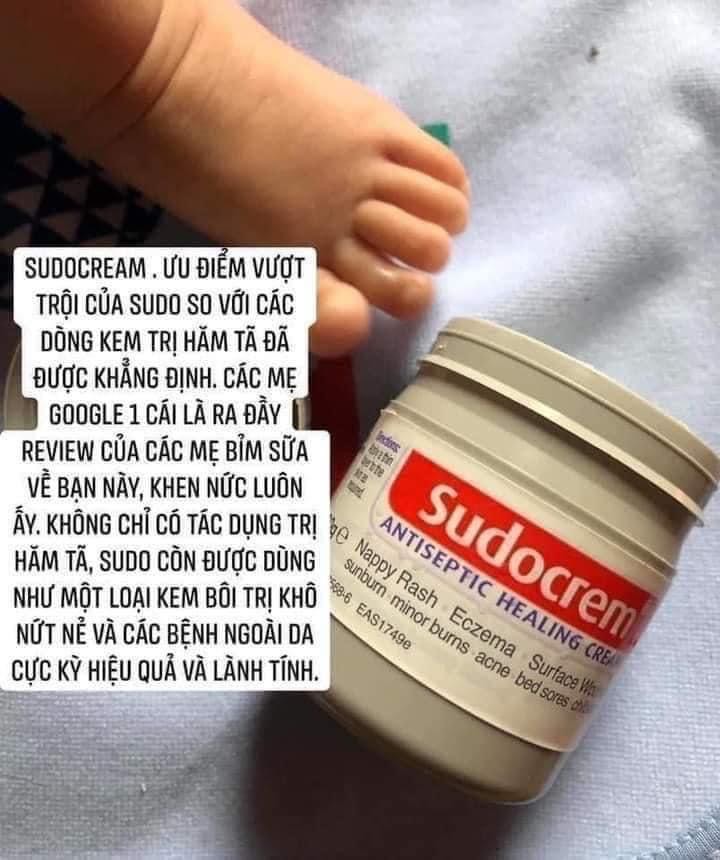 SUDOCREAM . ƯU ĐIỂM VƯỢT
TRỘI CỦA SUDO SO VỚI CÁC
DÒNG KEM TRỊ HĂM TÃ ĐÃ
ĐƯỢC KHẲNG ĐỊNH. CÁC MẸ
GOOGLE 1 CÁI LÀ RA ĐẦY
REVIEW CỦA CÁC MẸ BỈM SỮA
VỀ BẠN NÀY, KHEN NỨC LUÔN
ẤY. KHÔNG CHỈ CÓ TÁC DỤNG TRỊ
HĂM TÃ, SUDO CÒN ĐƯỢC DÙNG
NHƯ MỘT LOẠI KEM BÔI TRỊ KHÔ
NỨT NẺ VÀ CÁC BỆNH NGOÀI DA
CỰC KỲ HIỆU QUẢ VÀ LÀNH TÍNH.
Directions:
Sudocrem
ANTISEPTIC HEALING
Nappy Rash · Eczema · Surface
sunburn · minor burns · acne · bed sores
EAS1749e